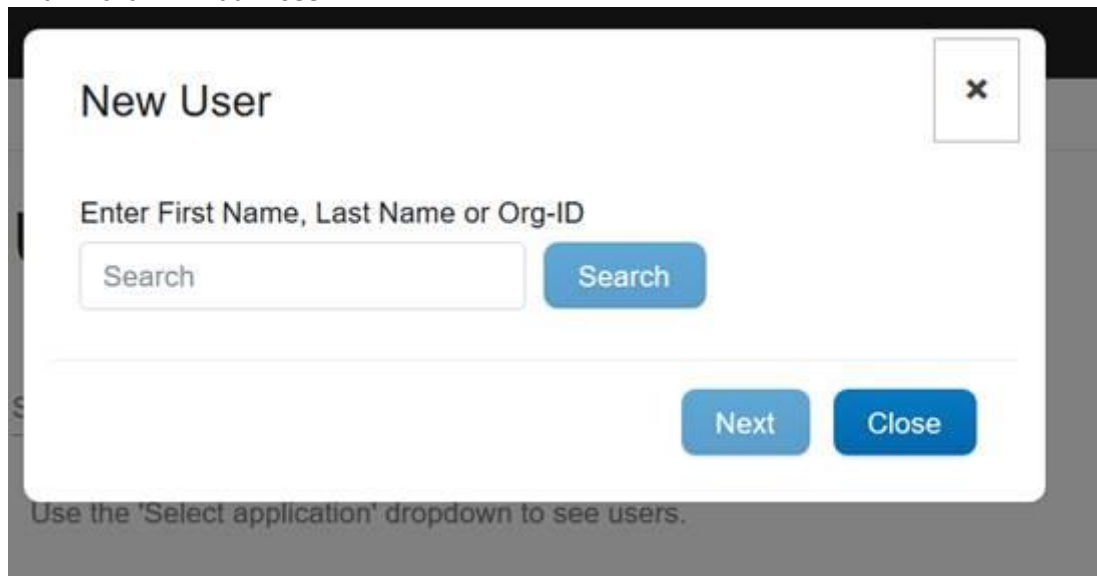 New User
×
Enter First Name, Last Name or Org-ID
Search Search
Next Close
Use the 'Select application' dropdown to see users.